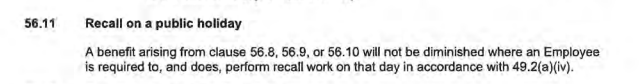 56.11 Recall on a public holiday
A benefit arising from clause 56.8, 56.9, or 56.10 will not be diminished where an Employee
is required to, and does, perform recall work on that day in accordance with 49.2(a)(iv).